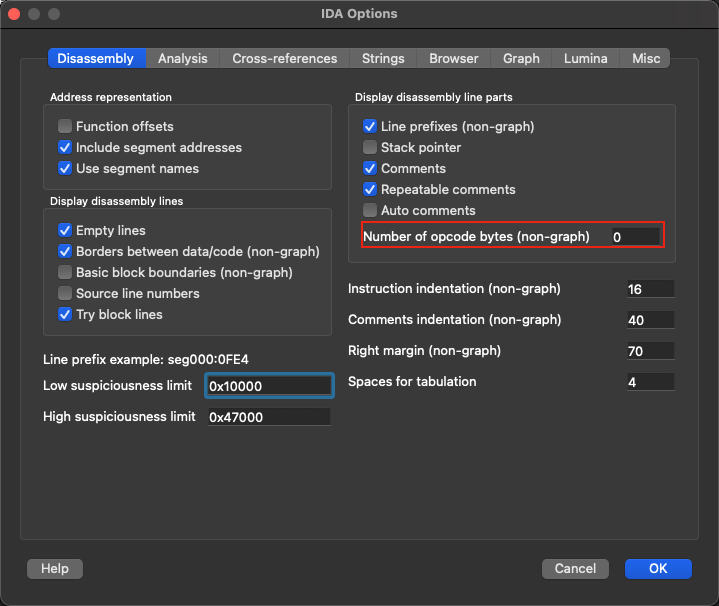 IDA Options
Disassembly Analysis Cross-references Strings Browser Graph Lumina Misc
Address representation
Function offsets
Include segment addresses
Use segment names
Display disassembly lines
Empty lines
Borders between data/code (non-graph)
Basic block boundaries (non-graph)
Source line numbers
Try block lines
Line prefix example: seg000:0FE4
Low suspiciousness limit 0x10000
High suspiciousness limit 0x47000
Display disassembly line parts
Line prefixes (non-graph)
Stack pointer
Comments
Repeatable comments
Auto comments
Number of opcode bytes (non-graph) 0
Instruction indentation (non-graph) 16
Comments indentation (non-graph) 40
Right margin (non-graph) 70
Spaces for tabulation 4
Help Cancel OK